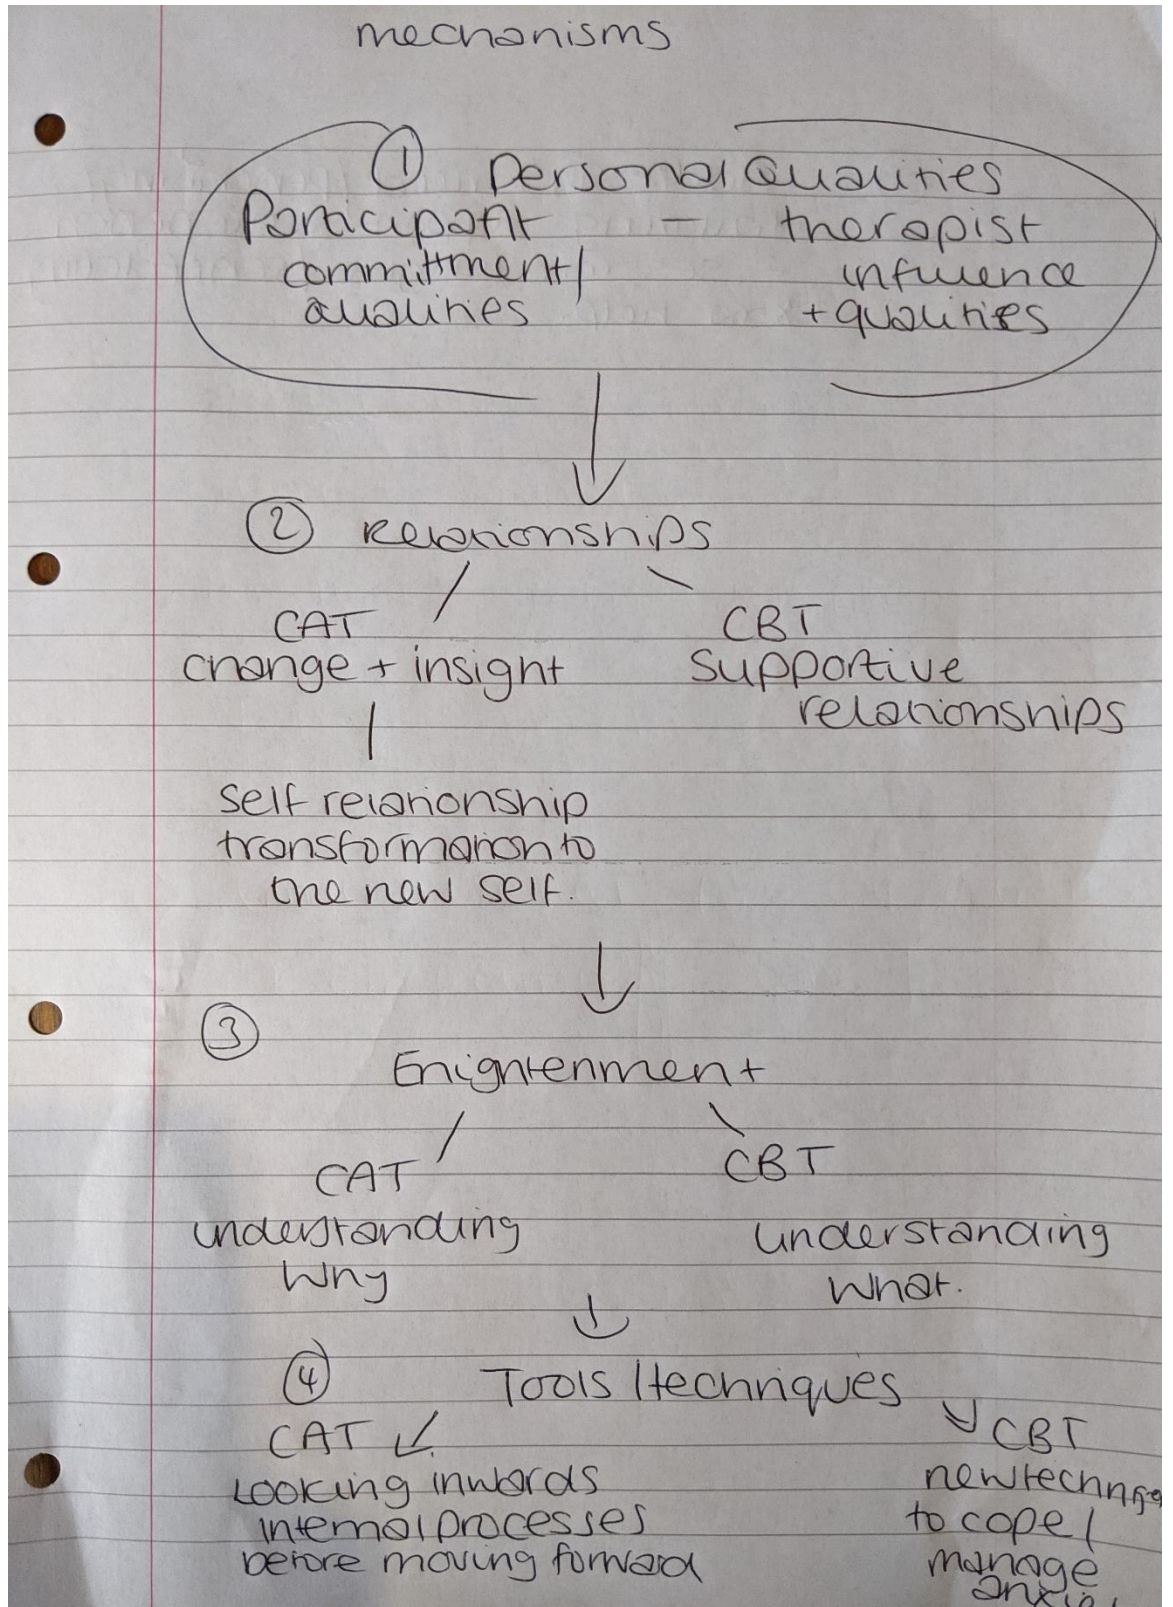 mechanisms
① Personal Qualities
Participant — therapist
committment/ influence
qualities + qualities
② Relationships
CAT CBT
change + insight supportive
relationships
self relationship
transformation to
the new self.
③
Enightenment
CAT CBT
understanding understanding
why what.
④ Tools / techniques
CAT CBT
Looking inwards new
internal processes to cope /
before moving forward manage